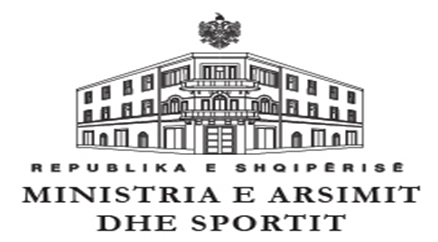 REPUBLIKA E SHQIPËRISË
MINISTRIA E ARSIMIT
DHE SPORTIT